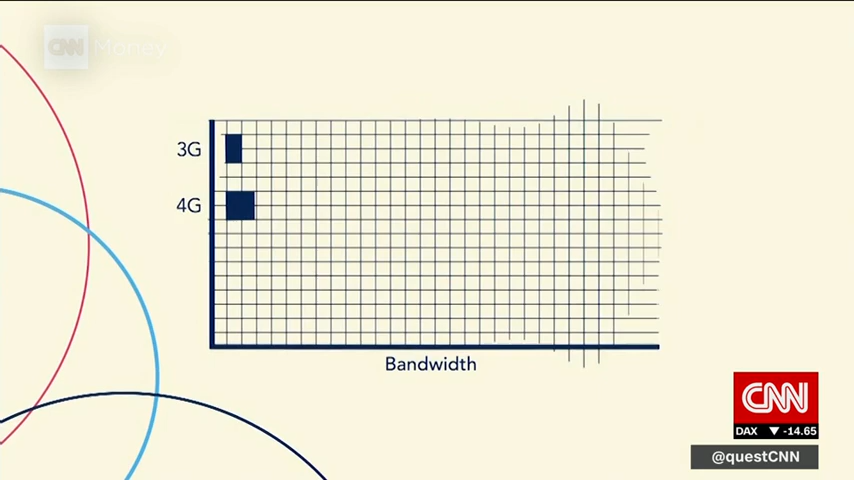 CNN Money
3G
4G
Bandwidth
CNN
DAX ▼ -14.65
@questCNN